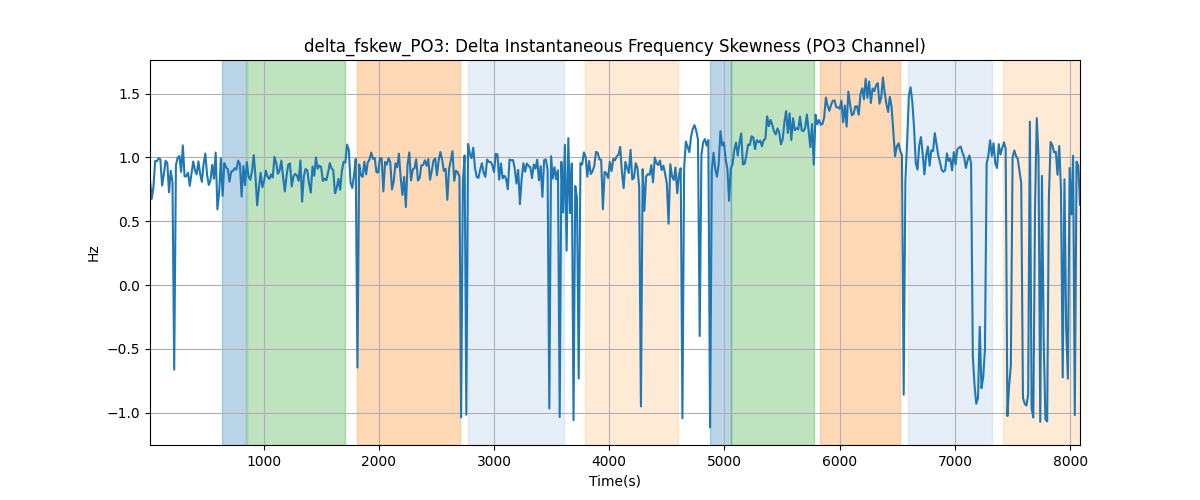 delta_fskew_PO3: Delta Instantaneous Frequency Skewness (PO3 Channel)
Hz
1.5
1.0
0.5
0.0
−0.5
−1.0
1000 2000 3000 4000 5000 6000 7000 8000
Time(s)